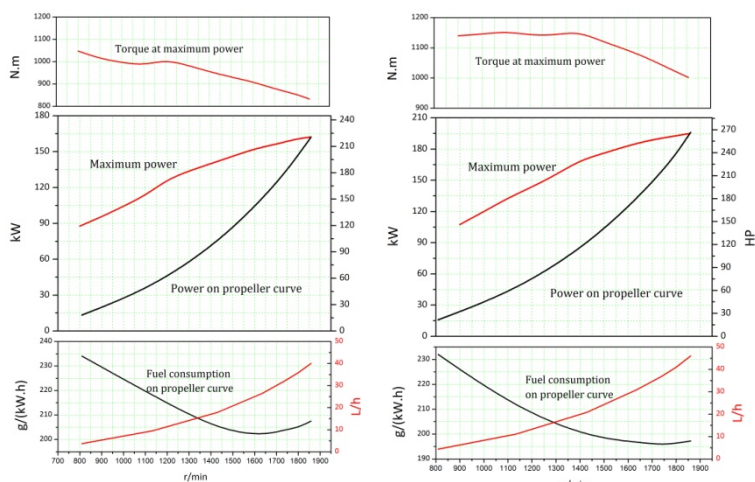 1200
1100
1000
900
800
N.m
Torque at maximum power
180
150
120
90
60
30
0
kW
240
210
180
150
120
90
60
30
0
Maximum power
Power on propeller curve
240
230
220
210
200
g/(kW.h)
50
40
30
20
10
0
L/h
Fuel consumption
on propeller curve
700 800 900 1000 1100 1200 1300 1400 1500 1600 1700 1800 1900
r/min
1200
1100
1000
900
N.m
Torque at maximum power
210
180
150
120
90
60
30
0
kW
270
240
210
180
150
120
90
60
30
0
HP
Maximum power
Power on propeller curve
230
220
210
200
190
g/(kW.h)
50
40
30
20
10
0
L/h
Fuel consumption
on propeller curve
800 900 1000 1100 1200 1300 1400 1500 1600 1700 1800 1900